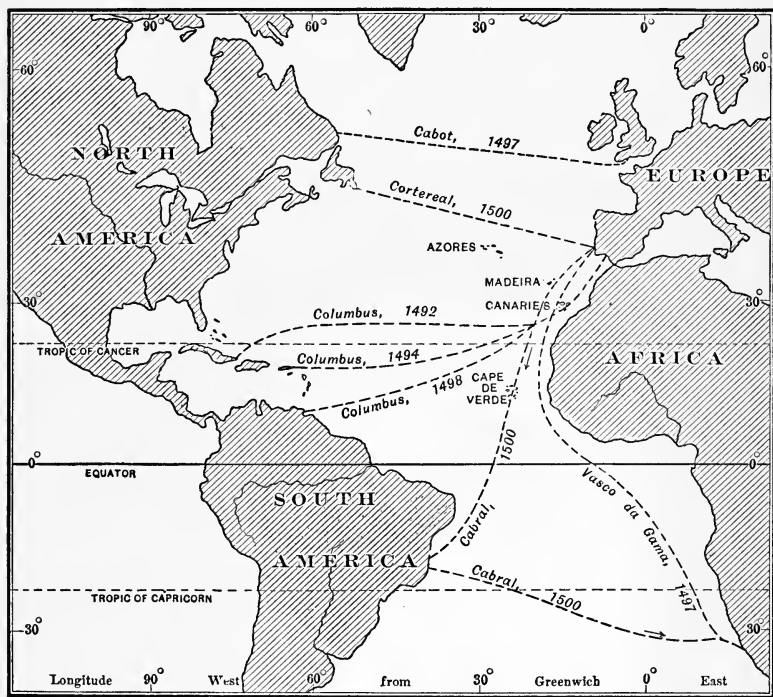 90° 60° 30° 0°
60° 60°
Cabot, 1497
NORTH
EUROPE
Cortereal, 1500
AMERICA
AZORES
MADEIRA
CANARIES
30° 30°
Columbus, 1492
TROPIC OF CANCER
Columbus, 1494
AFRICA
Columbus, 1498
CAPE
DE
VERDE
1500
0° 0°
EQUATOR
SOUTH
Vasco da Gama,
Cabral,
AMERICA
Cabral, 1500
1497
TROPIC OF CAPRICORN
30° 30°
Longitude 90° West 60° from 30° Greenwich 0° East